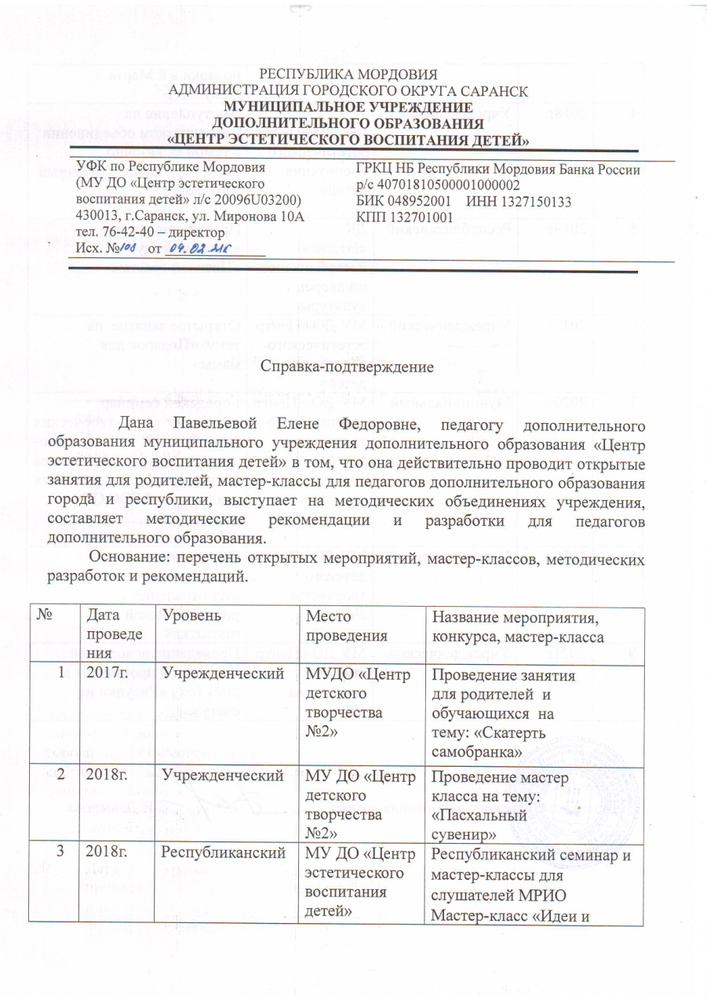 РЕСПУБЛИКА МОРДОВИЯ
АДМИНИСТРАЦИЯ ГОРОДСКОГО ОКРУГА САРАНСК
МУНИЦИПАЛЬНОЕ УЧРЕЖДЕНИЕ
ДОПОЛНИТЕЛЬНОГО ОБРАЗОВАНИЯ
«ЦЕНТР ЭСТЕТИЧЕСКОГО ВОСПИТАНИЯ ДЕТЕЙ»
УФК по Республике Мордовия
(МУ ДО «Центр эстетического
воспитания детей» л/с 20096U03200)
430013, г.Саранск, ул. Миронова 10А
тел. 76-42-40 – директор
Исх. №108 от 04.02.21г
ГРКЦ НБ Республики Мордовия Банка России
р/с 40701810500001000002
БИК 048952001 ИНН 1327150133
КПП 132701001
Справка-подтверждение
Дана Павельевой Елене Федоровне, педагогу дополнительного
образования муниципального учреждения дополнительного образования «Центр
эстетического воспитания детей» в том, что она действительно проводит открытые
занятия для родителей, мастер-классы для педагогов дополнительного образования
города и республики, выступает на методических объединениях учреждения,
составляет методические рекомендации и разработки для педагогов
дополнительного образования.
Основание: перечень открытых мероприятий, мастер-классов, методических
разработок и рекомендаций.
№
Дата
проведе
ния
Уровень
Место
проведения
Название мероприятия,
конкурса, мастер-класса
1
2017г.
Учрежденческий
МУДО «Центр
детского
творчества
№2»
Проведение занятия
для родителей и
обучающихся на
тему: «Скатерть
самобранка»
2
2018г.
Учрежденческий
МУ ДО «Центр
детского
творчества
№2»
Проведение мастер
класса на тему:
«Пасхальный
сувенир»
3
2018г.
Республиканский
МУ ДО «Центр
эстетического
воспитания
детей»
Республиканский семинар и
мастер-классы для
слушателей МРИО
Мастер-класс «Идеи и